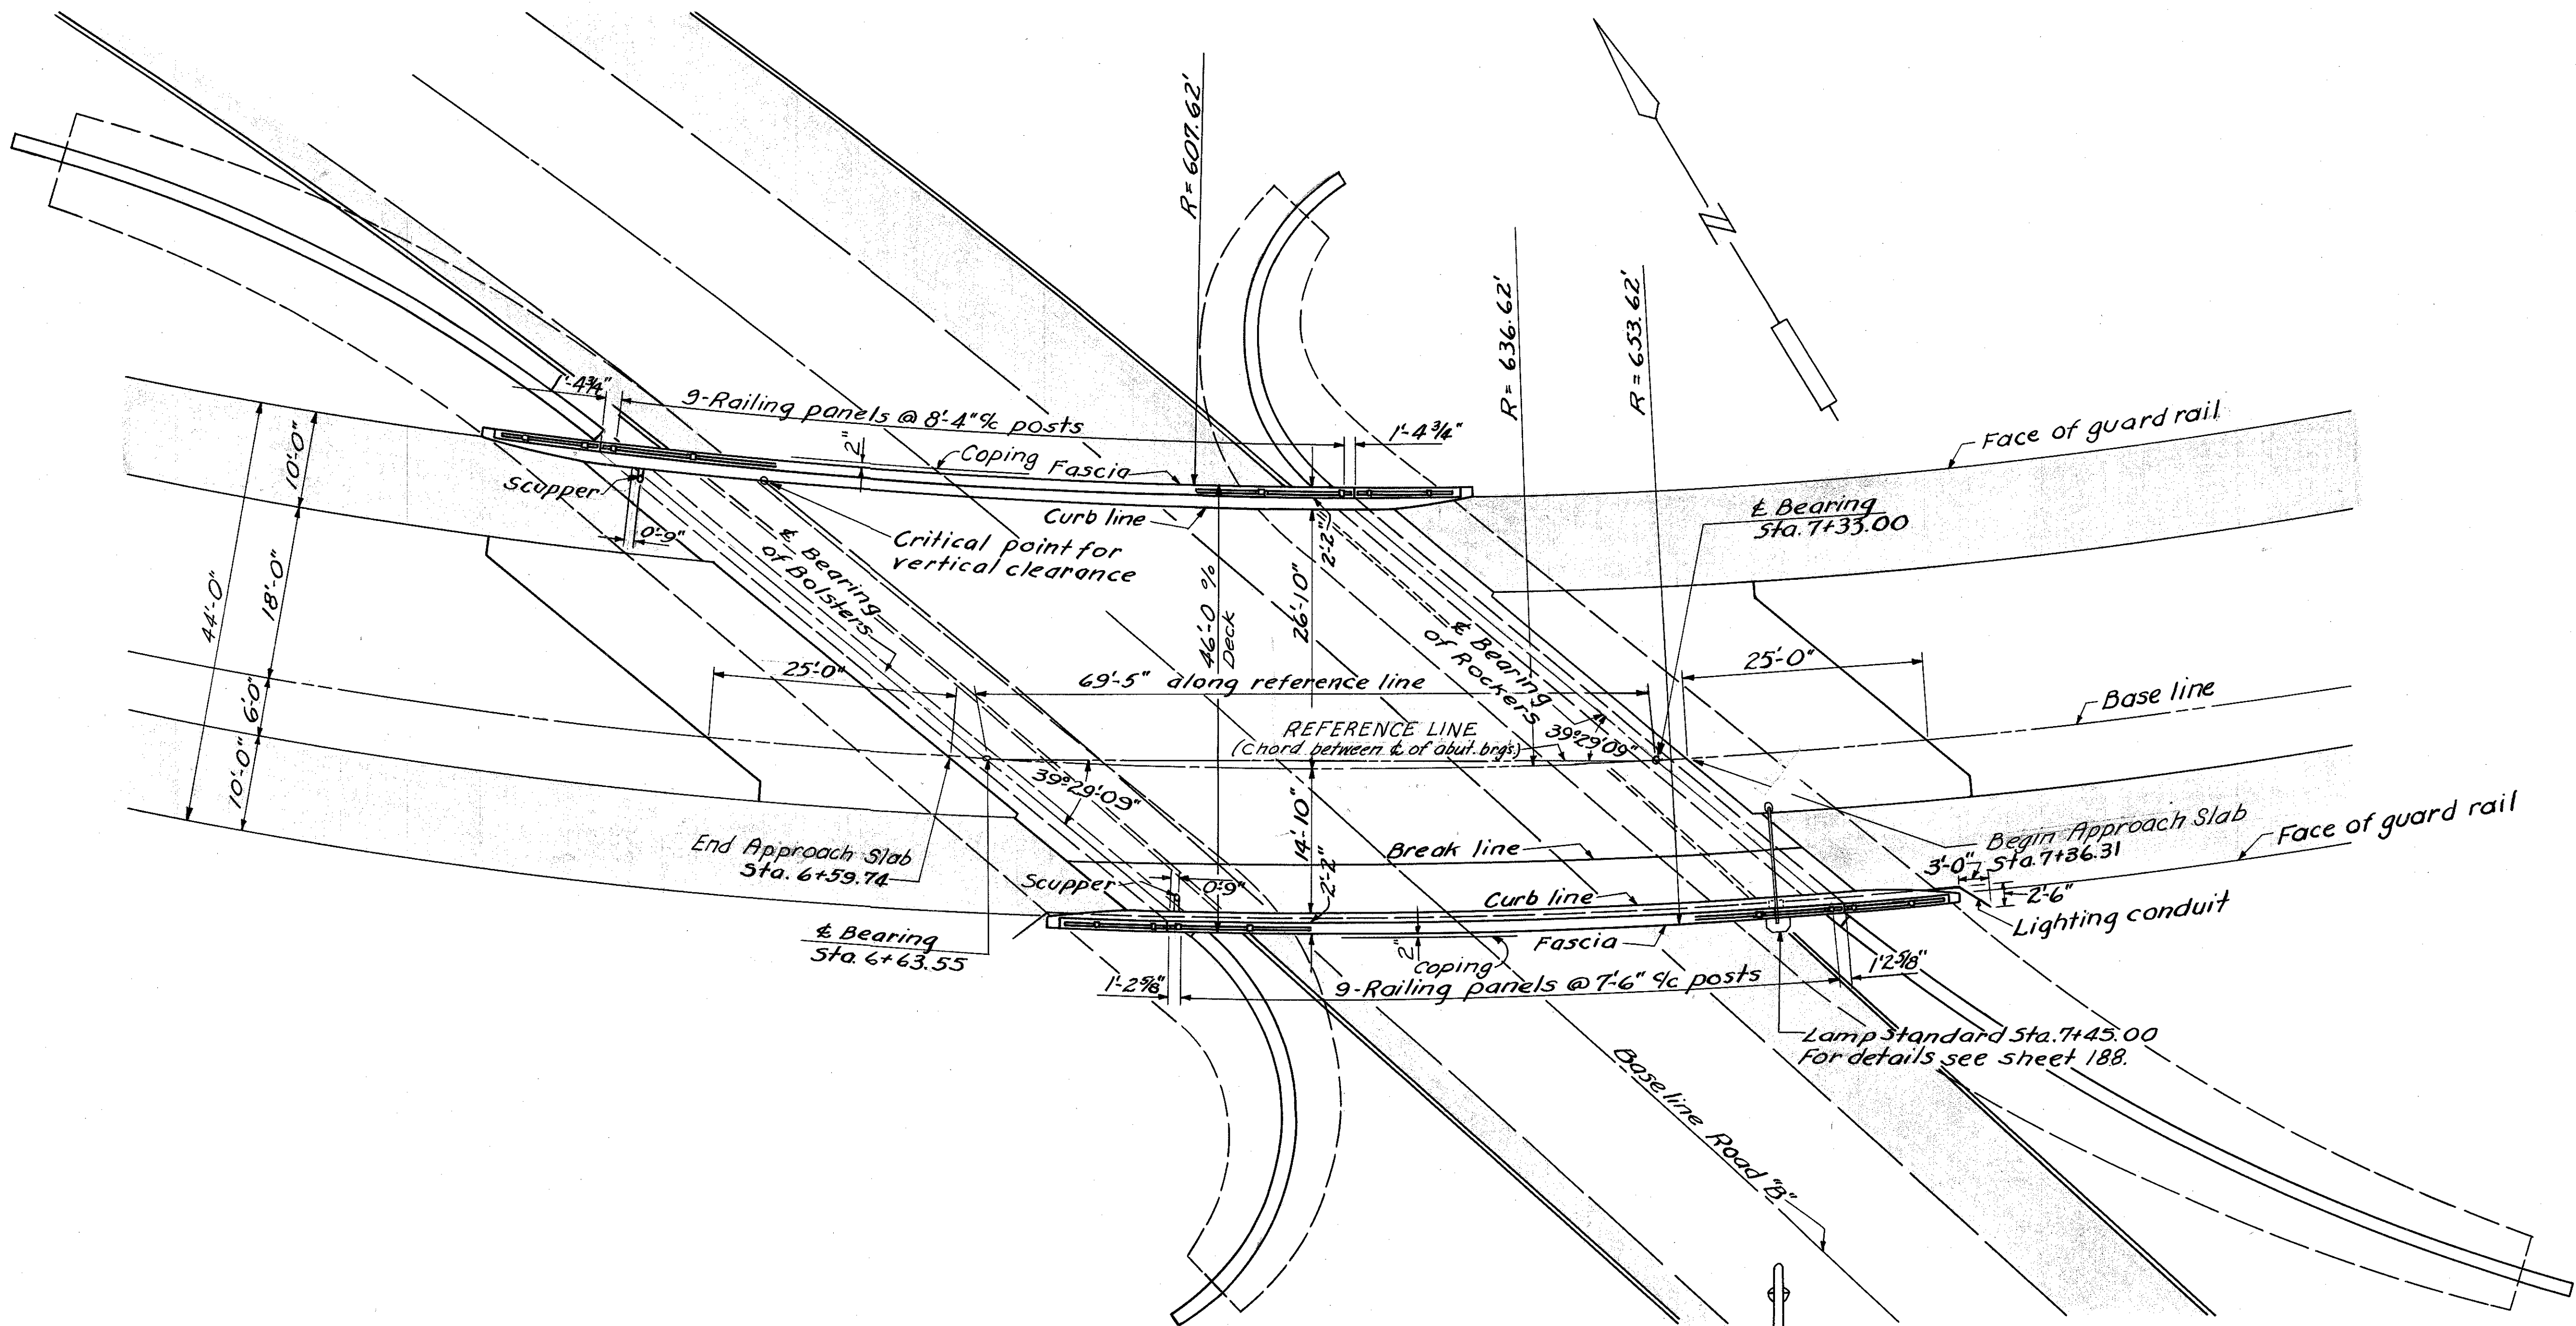 R= 607.62'
N
R= 636.62'
R= 653.62'
1'-4¾"
9-Railing panels @ 8'-4" c/c posts
1'-4¾"
Face of guard rail
2"
Coping
Fascia
Scupper
Curb line
0'-9"
Critical point for
vertical clearance
2'-2"
℄ Bearing
Sta. 7+33.00
10'-0"
18'-0"
44'-0"
6'-0"
10'-0"
℄ Bearing
of Bolsters
46'-0" o/o
Deck
26'-10"
℄ Bearing
of Rockers
25'-0"
69'-5" along reference line
25'-0"
Base line
REFERENCE LINE
(Chord between ℄ of abut. brgs.)
39°29'09"
39°29'-09"
End Approach Slab
Sta. 6+59.74
14'-10"
Break line
Begin Approach Slab
Sta. 7+36.31
Face of guard rail
Scupper
0'-9"
2'-2"
Curb line
3'-0"
2'-6"
Lighting conduit
℄ Bearing
Sta. 6+63.55
2"
Coping
Fascia
1'-2⅝"
9-Railing panels @ 7'-6" c/c posts
1'2⅝"
Lamp Standard Sta. 7+45.00
For details see sheet 188.
Baseline Road "B"